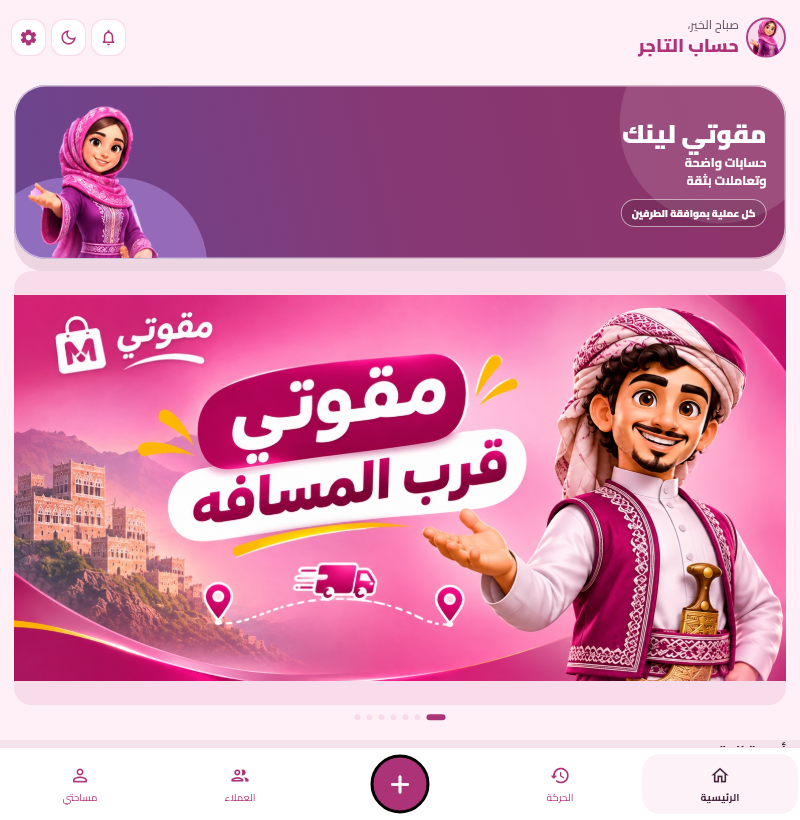 صباح الخير،
حساب التاجر
مقوتي لينك
حسابات واضحة
وتعاملات بثقة
كل عملية بموافقة الطرفين
مقوتي
مقوتي
قرب المسافه
الرئيسية
الحركة
العملاء
مساحتي